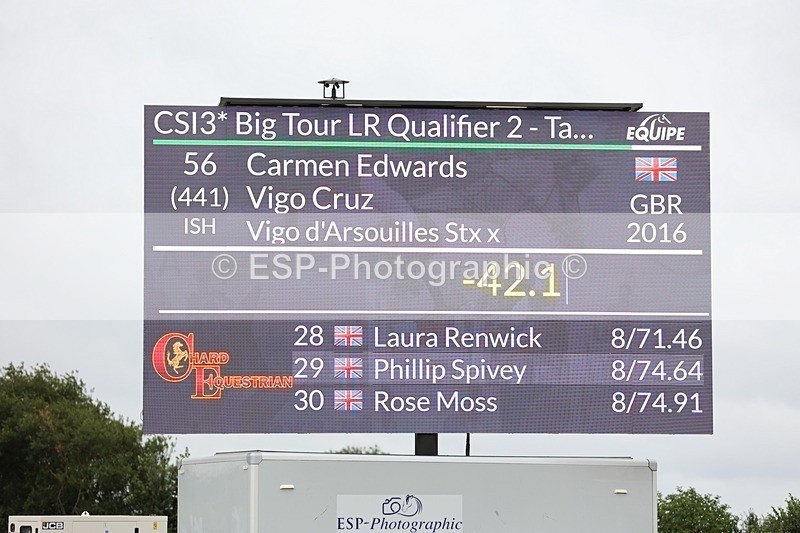 CSI3* Big Tour LR Qualifier 2 - Ta...
EQUIPE
56 Carmen Edwards
(441) Vigo Cruz GBR
ISH Vigo d'Arsouilles Stx x 2016
© ESP-Photographic ©
-42.1
CHARD EQUESTRIAN
28 Laura Renwick 8/71.46
29 Phillip Spivey 8/74.64
30 Rose Moss 8/74.91
JCB
ESP-Photographic